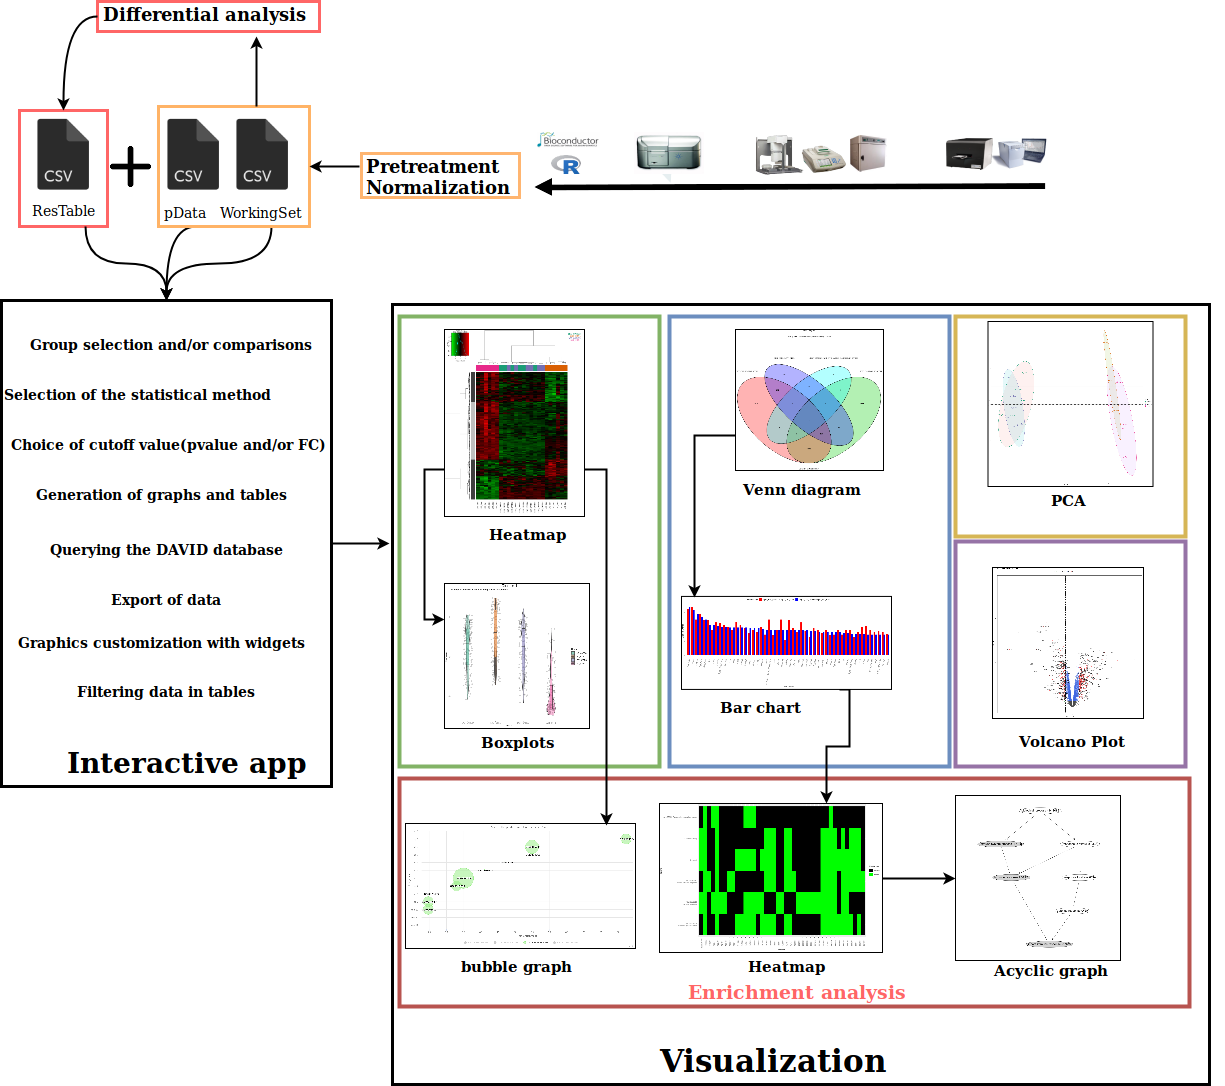 Differential analysis
CSV
CSV
CSV
ResTable
pData
WorkingSet
Pretreatment
Normalization
Bioconductor
R
Group selection and/or comparisons
Selection of the statistical method
Choice of cutoff value(pvalue and/or FC)
Generation of graphs and tables
Querying the DAVID database
Export of data
Graphics customization with widgets
Filtering data in tables
Interactive app
Heatmap
Boxplots
Venn diagram
Bar chart
PCA
Volcano Plot
bubble graph
Heatmap
Acyclic graph
Enrichment analysis
Visualization